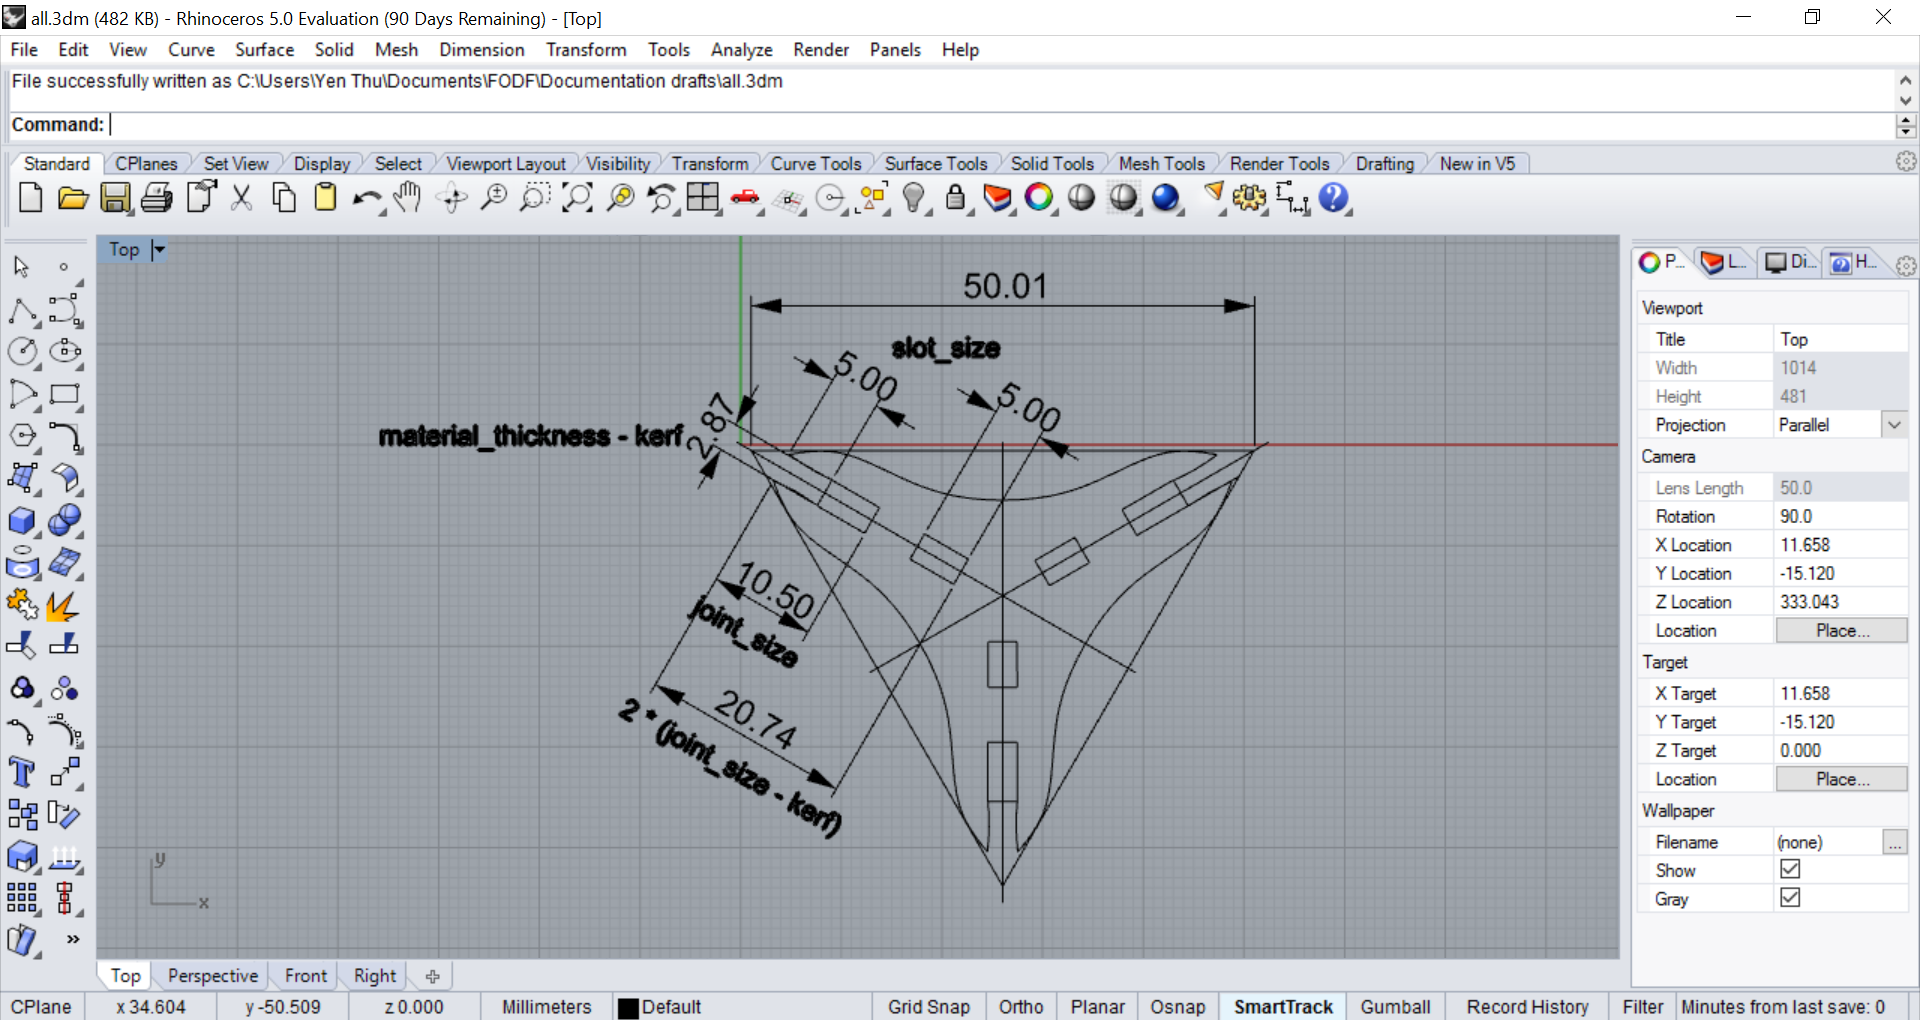 all.3dm (482 KB) - Rhinoceros 5.0 Evaluation (90 Days Remaining) - [Top]
File Edit View Curve Surface Solid Mesh Dimension Transform Tools Analyze Render Panels Help
File successfully written as C:\Users\Yen Thu\Documents\FODF\Documentation drafts\all.3dm
Command:
Standard CPlanes Set View Display Select Viewport Layout Visibility Transform Curve Tools Surface Tools Solid Tools Mesh Tools Render Tools Drafting New in V5
Top
50.01
slot_size
5.00
5.00
2.87
material_thickness - kerf
10.50
joint_size
20.74
2 * (joint_size - kerf)
y
x
P... L... Di... H...
Viewport
Title Top
Width 1014
Height 481
Projection Parallel
Camera
Lens Length 50.0
Rotation 90.0
X Location 11.658
Y Location -15.120
Z Location 333.043
Location Place...
Target
X Target 11.658
Y Target -15.120
Z Target 0.000
Location Place...
Wallpaper
Filename (none) ...
Show
Gray
Top Perspective Front Right
CPlane x 34.604 y -50.509 z 0.000 Millimeters Default Grid Snap Ortho Planar Osnap SmartTrack Gumball Record History Filter Minutes from last save: 0